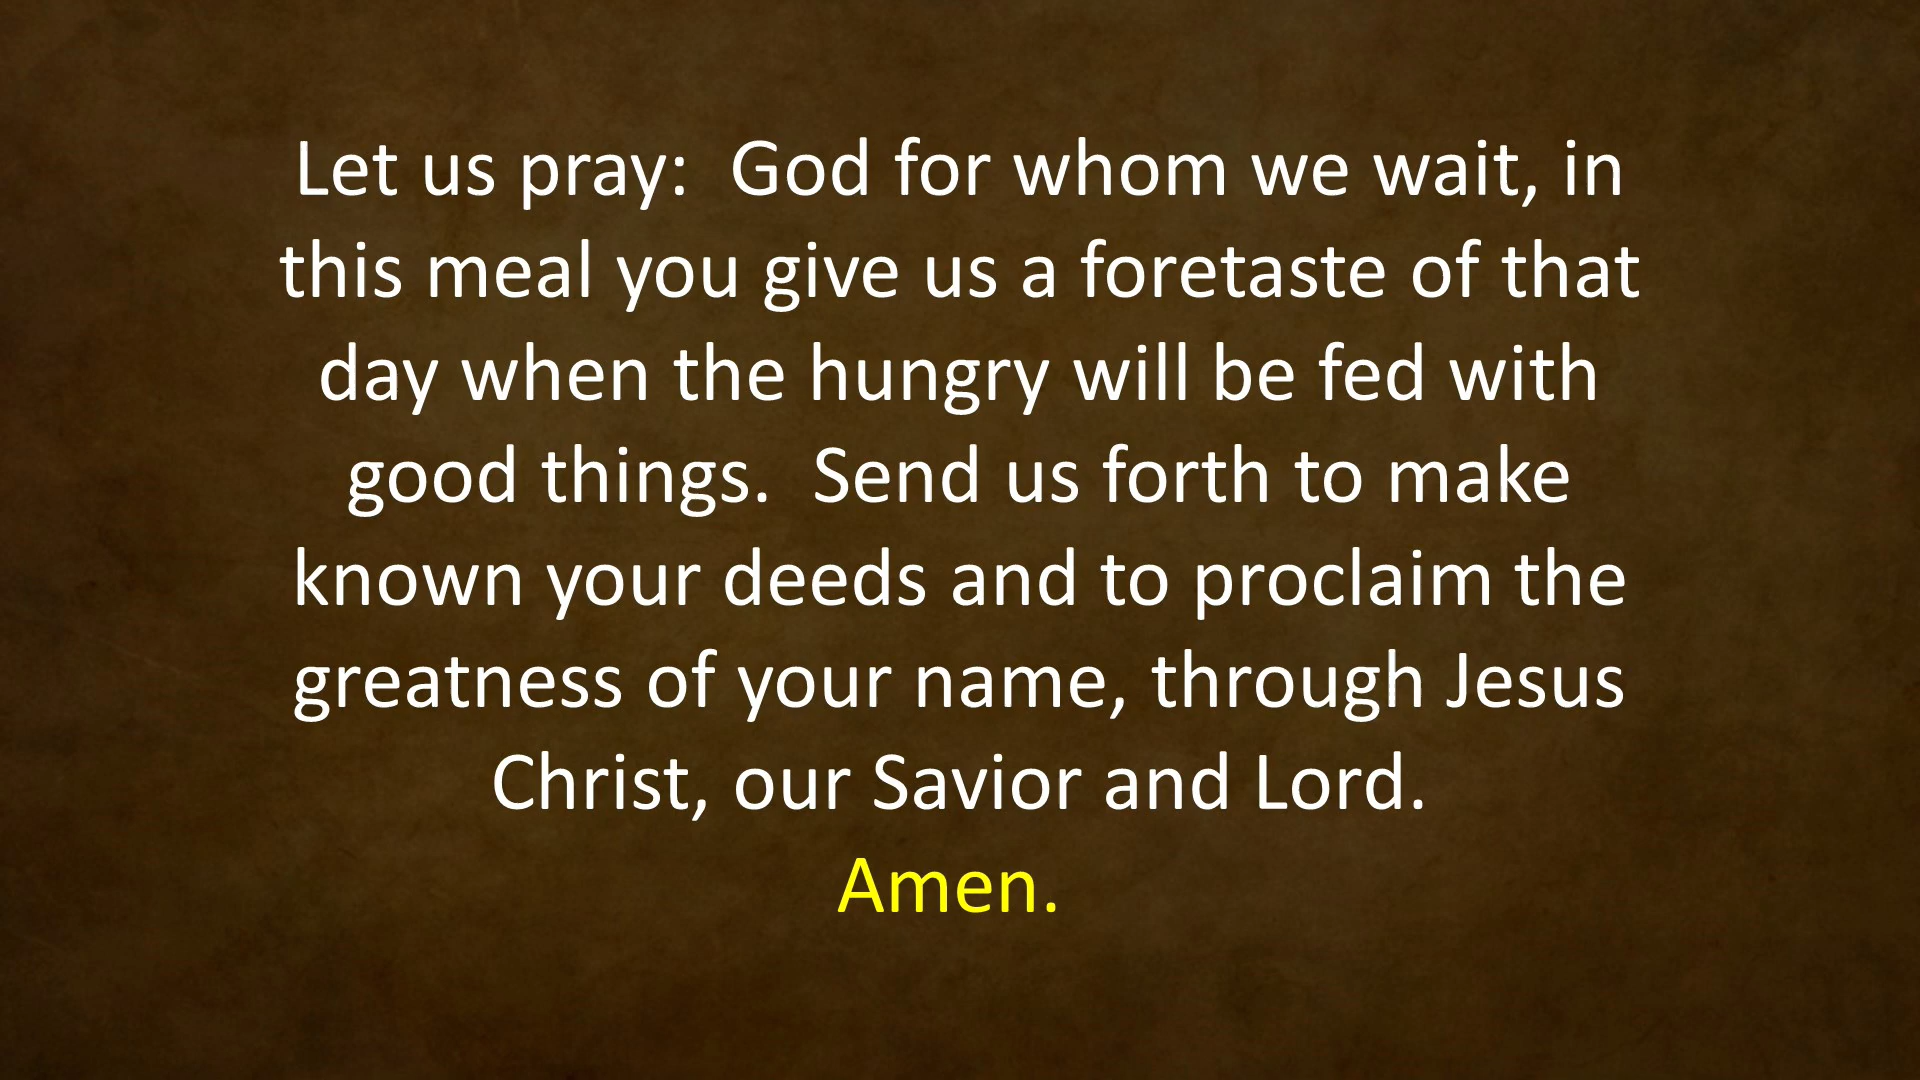 Let us pray:  God for whom we wait, in
this meal you give us a foretaste of that
day when the hungry will be fed with
good things.  Send us forth to make
known your deeds and to proclaim the
greatness of your name, through Jesus
Christ, our Savior and Lord.
Amen.